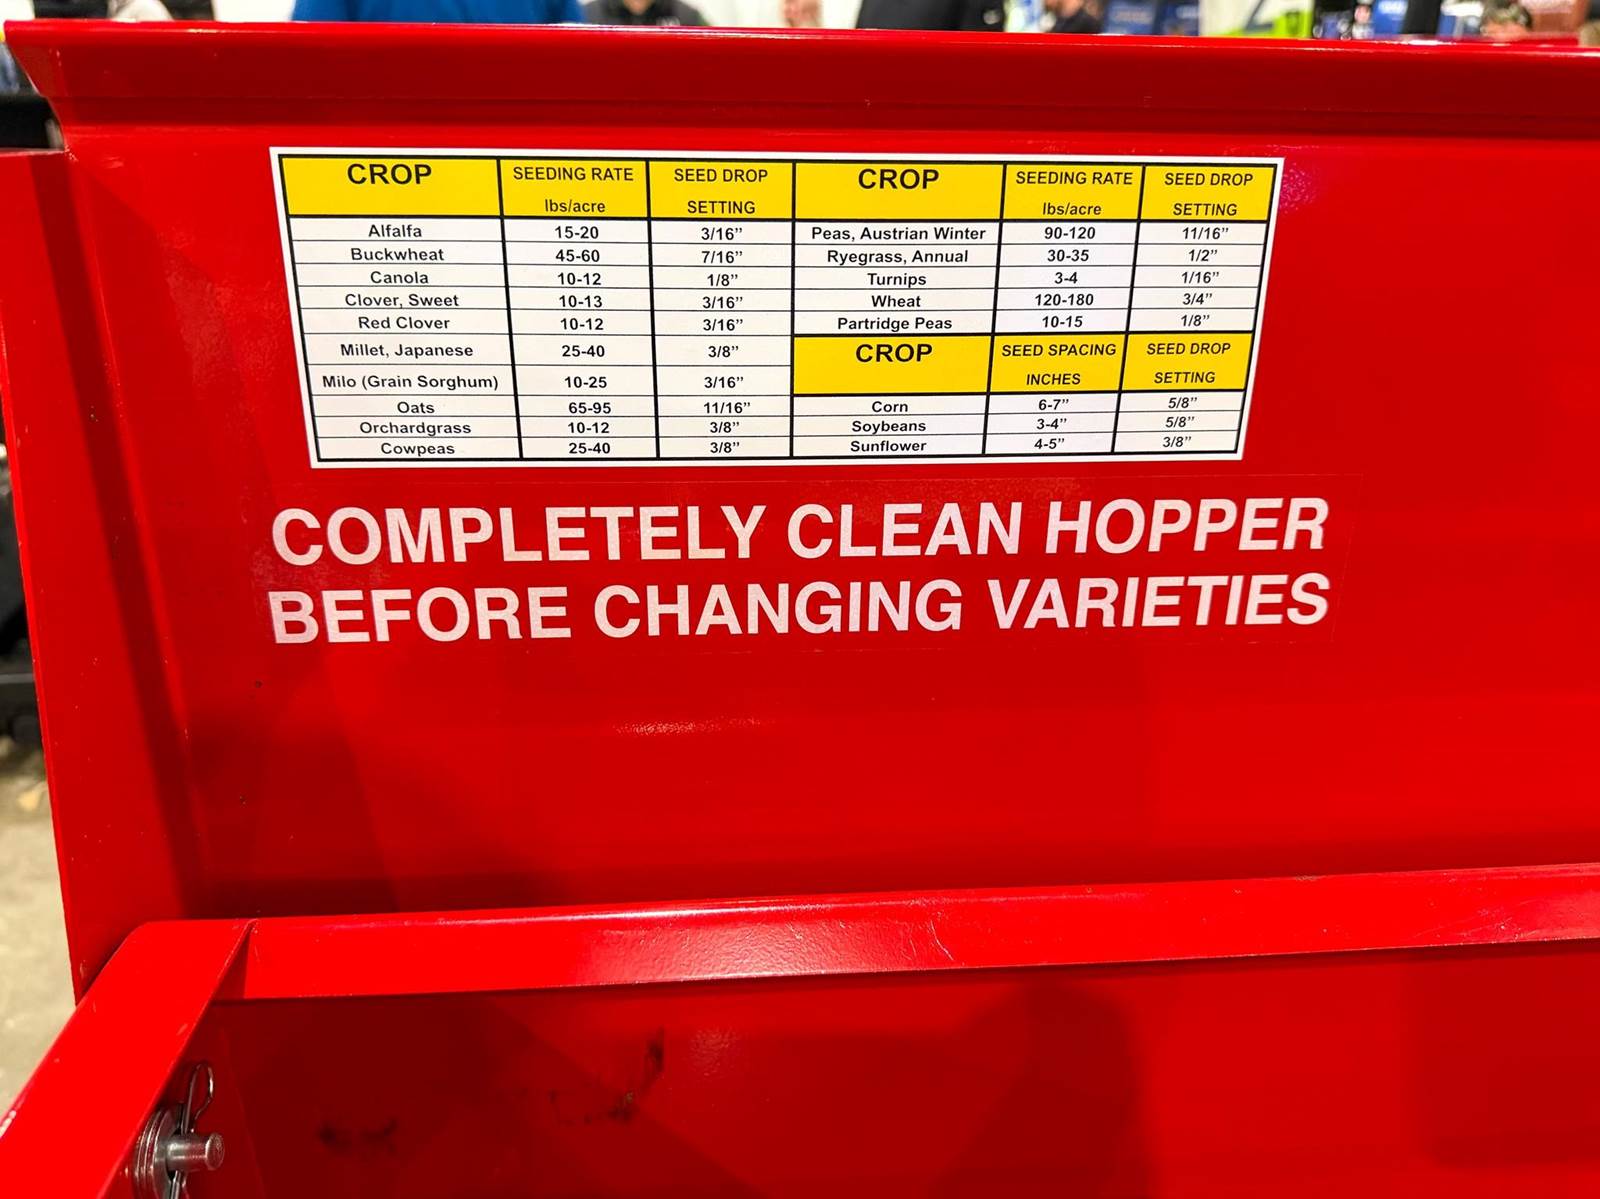 CROP SEEDING RATE lbs/acre SEED DROP SETTING
Alfalfa 15-20 3/16”
Buckwheat 45-60 7/16”
Canola 10-12 1/8”
Clover, Sweet 10-13 3/16”
Red Clover 10-12 3/16”
Millet, Japanese 25-40 3/8”
Milo (Grain Sorghum) 10-25 3/16”
Oats 65-95 11/16”
Orchardgrass 10-12 3/8”
Cowpeas 25-40 3/8”
CROP SEEDING RATE lbs/acre SEED DROP SETTING
Peas, Austrian Winter 90-120 11/16”
Ryegrass, Annual 30-35 1/2”
Turnips 3-4 1/16”
Wheat 120-180 3/4”
Partridge Peas 10-15 1/8”
CROP SEED SPACING INCHES SEED DROP SETTING
Corn 6-7” 5/8”
Soybeans 3-4” 5/8”
Sunflower 4-5” 3/8”
COMPLETELY CLEAN HOPPER
BEFORE CHANGING VARIETIES